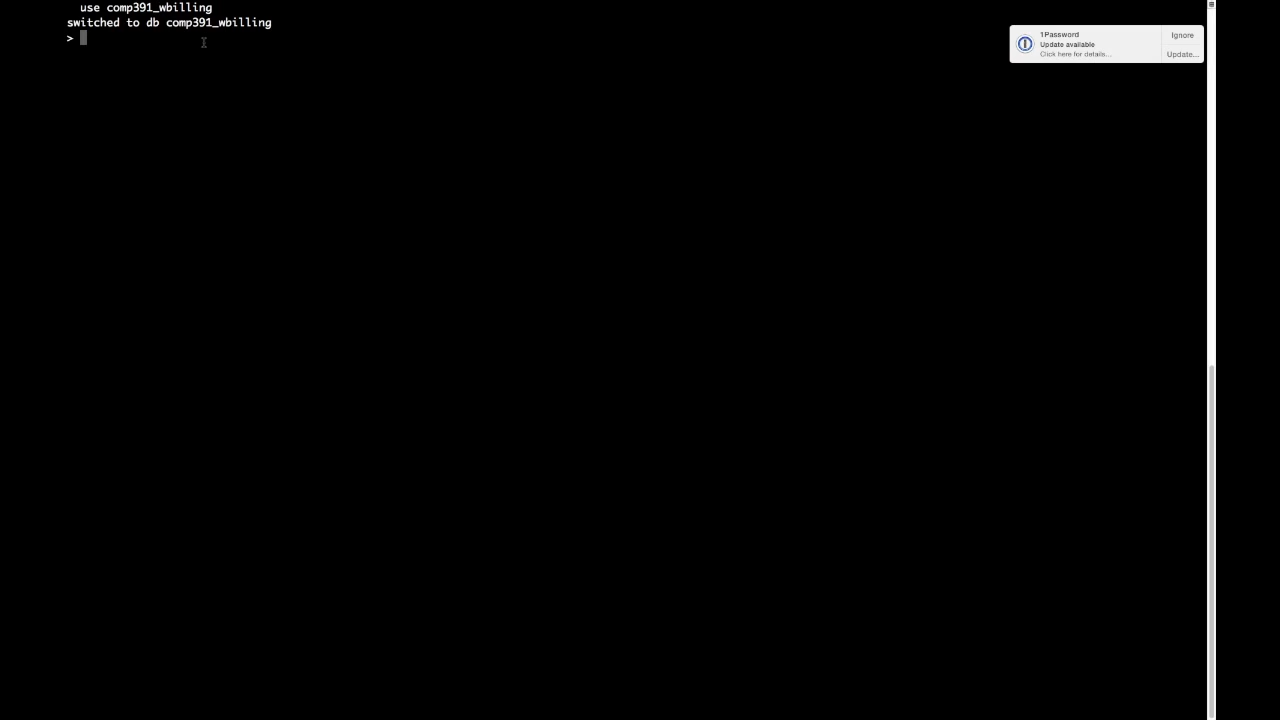 use comp391_wbilling
switched to db comp391_wbilling
>
1Password
Update available
Click here for details...
Ignore
Update...